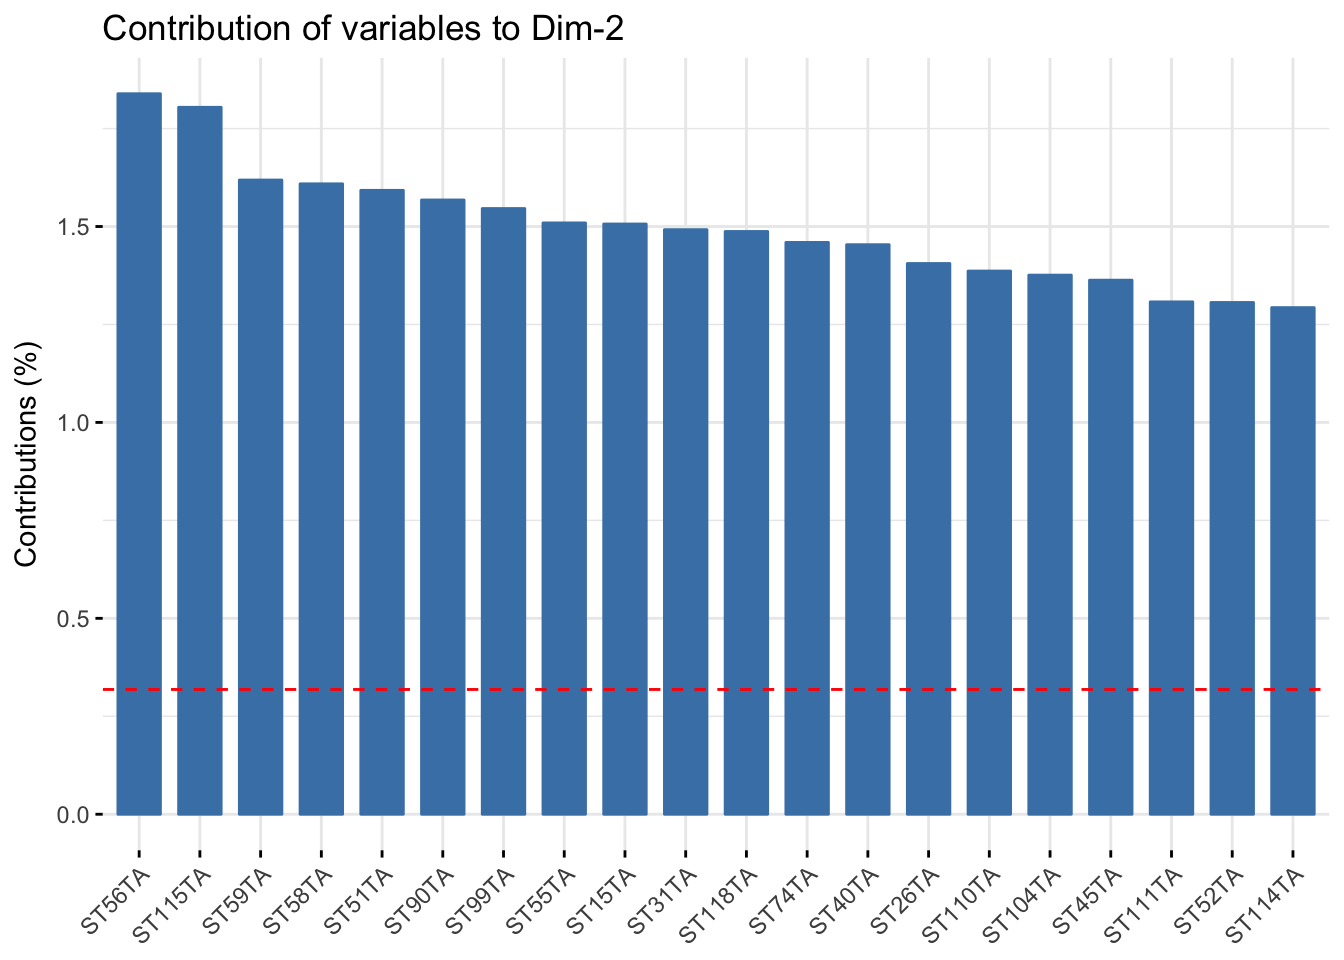 Contribution of variables to Dim-2
Contributions (%)
1.5
1.0
0.5
0.0
ST56TA
ST115TA
ST59TA
ST58TA
ST51TA
ST90TA
ST99TA
ST55TA
ST15TA
ST31TA
ST118TA
ST74TA
ST40TA
ST26TA
ST110TA
ST104TA
ST45TA
ST111TA
ST52TA
ST114TA